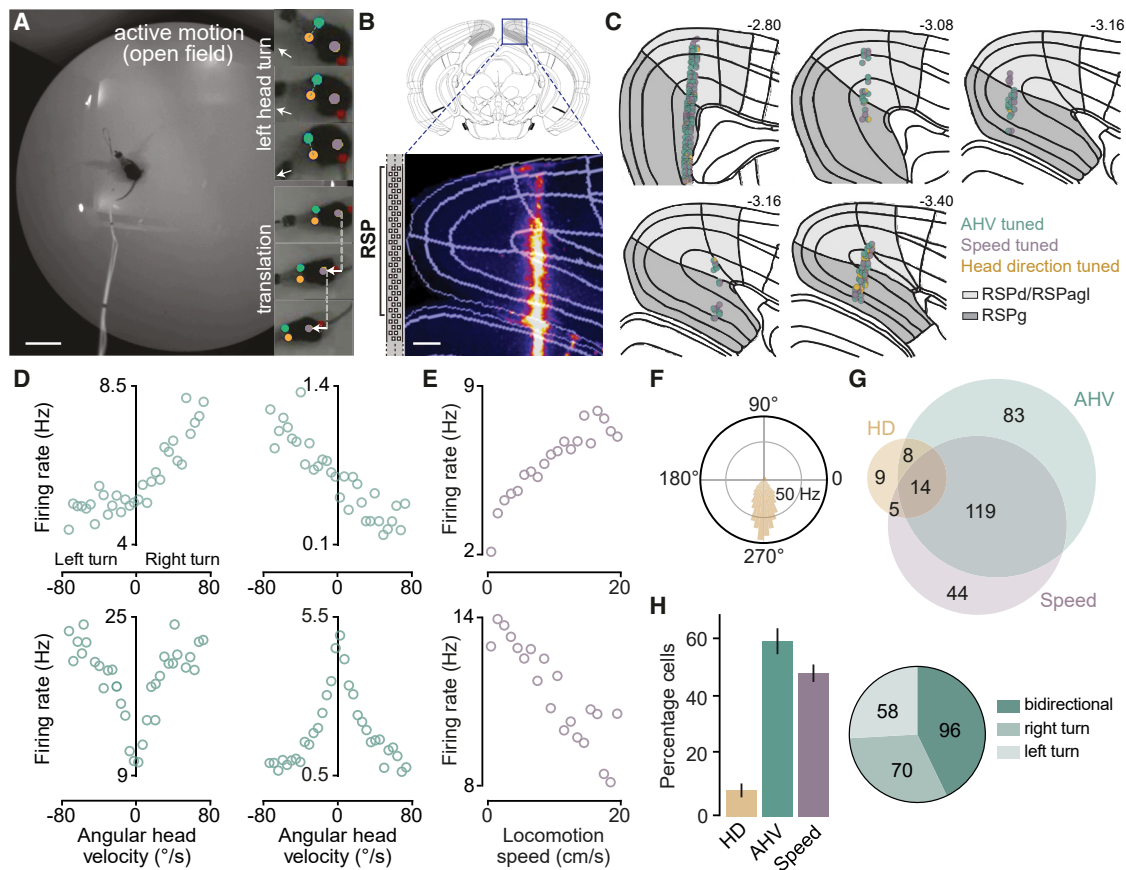 A
active motion
(open field)
left head turn
translation
B
RSP
C
-2.80
-3.08
-3.16
-3.16
-3.40
AHV tuned
Speed tuned
Head direction tuned
RSPd/RSPagl
RSPg
D
Firing rate (Hz)
8.5
4
Left turn
Right turn
-80
0
80
1.4
0.1
-80
0
80
Firing rate (Hz)
25
9
-80
0
80
Angular head
velocity (°/s)
5.5
0.5
-80
0
80
Angular head
velocity (°/s)
E
Firing rate (Hz)
9
2
0
20
Firing rate (Hz)
14
8
0
20
Locomotion
speed (cm/s)
F
90°
180°
0
50 Hz
270°
G
HD
AHV
Speed
83
8
9
14
5
119
44
H
Percentage cells
60
40
20
0
HD
AHV
Speed
58
96
70
bidirectional
right turn
left turn